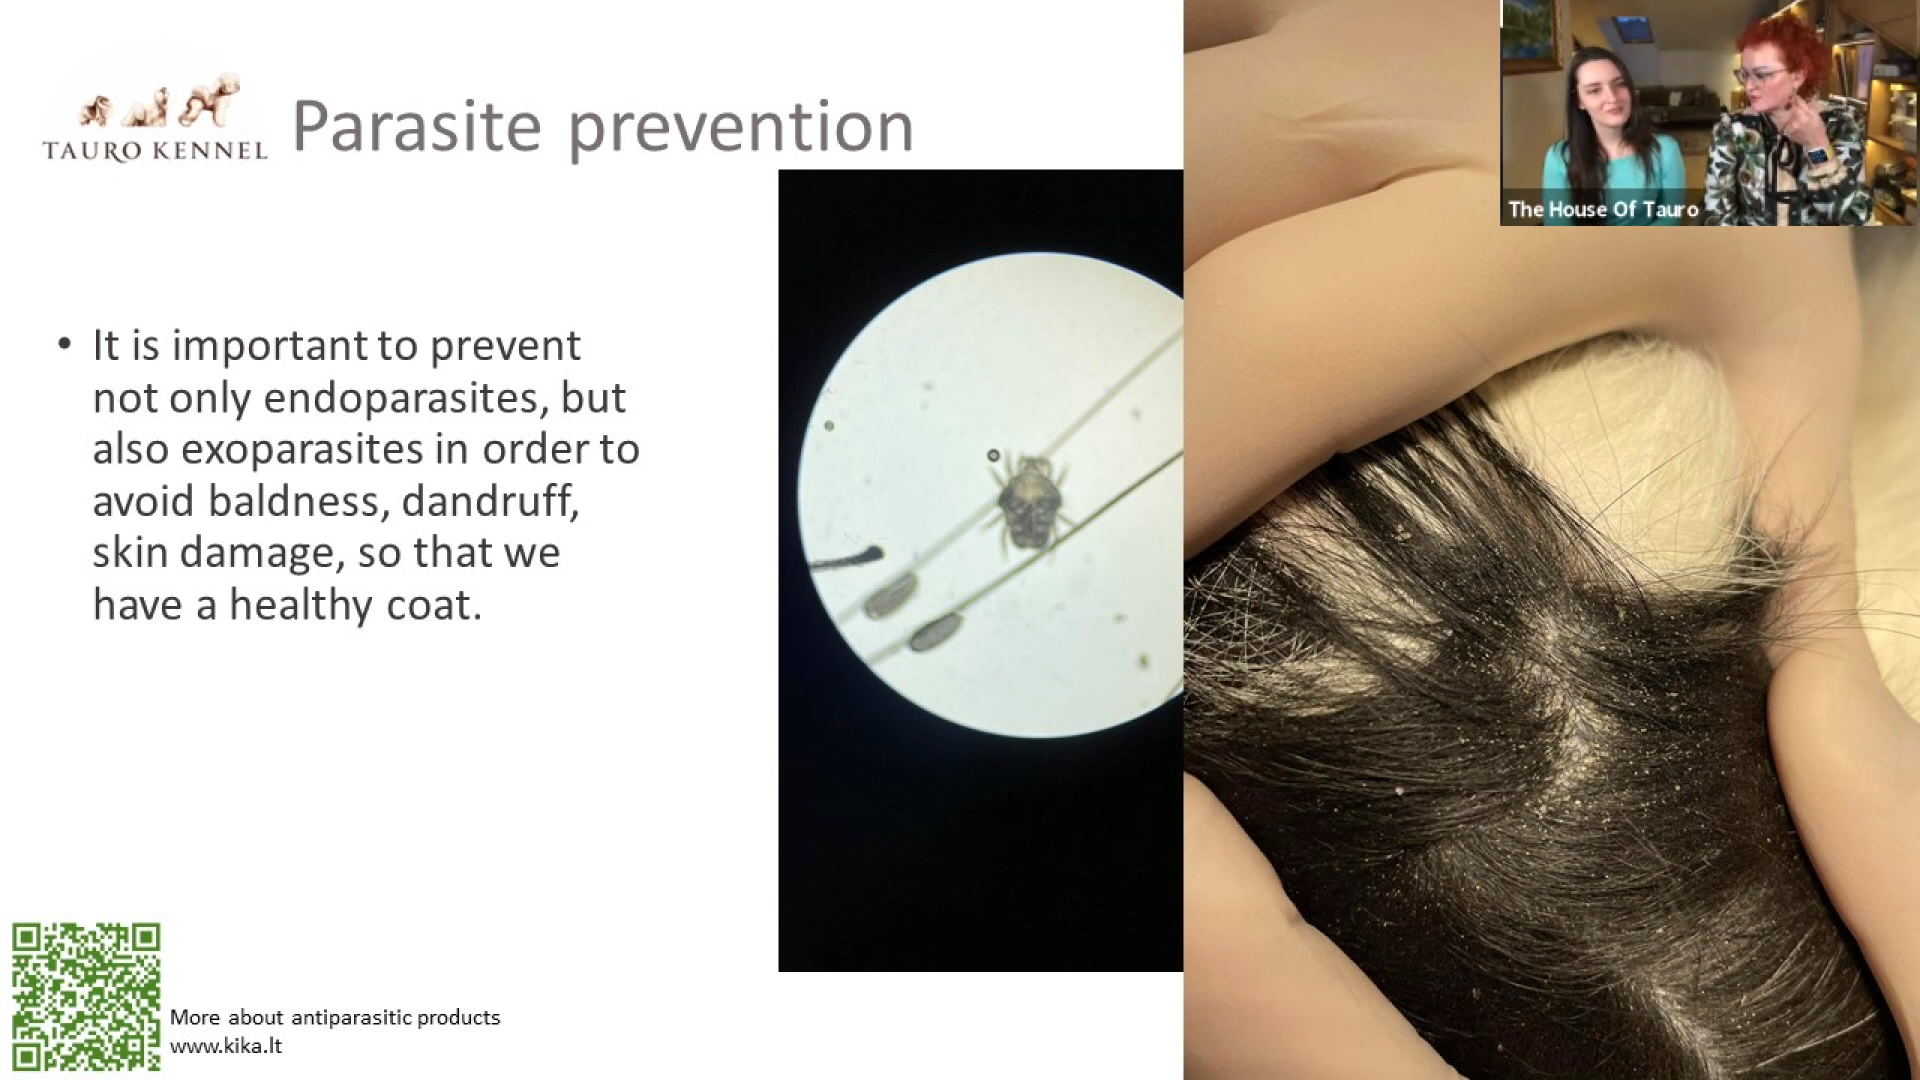 TAURO KENNEL
Parasite prevention
The House Of Tauro
• It is important to prevent
not only endoparasites, but
also exoparasites in order to
avoid baldness, dandruff,
skin damage, so that we
have a healthy coat.
More about antiparasitic products
www.kika.lt